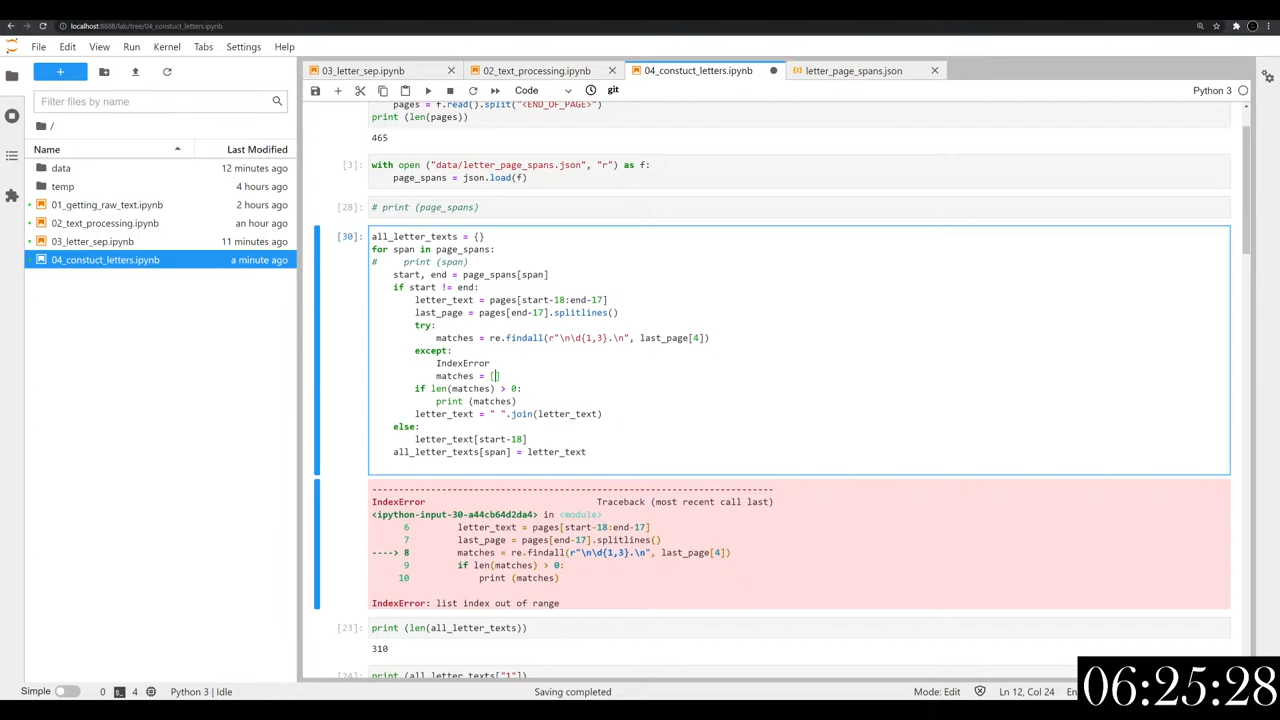 localhost:8888/lab/tree/04_constuct_letters.ipynb
File Edit View Run Kernel Tabs Settings Help
03_letter_sep.ipynb 02_text_processing.ipynb 04_constuct_letters.ipynb letter_page_spans.json
Code git Python 3
Filter files by name
/
Name Last Modified
data 12 minutes ago
temp 4 hours ago
01_getting_raw_text.ipynb 2 hours ago
02_text_processing.ipynb an hour ago
03_letter_sep.ipynb 11 minutes ago
04_constuct_letters.ipynb a minute ago
pages = f.read().split("<END_OF_PAGE>")
print (len(pages))
465
[3]: with open ("data/letter_page_spans.json", "r") as f:
page_spans = json.load(f)
[28]: # print (page_spans)
[30]: all_letter_texts = {}
for span in page_spans:
# print (span)
start, end = page_spans[span]
if start != end:
letter_text = pages[start-18:end-17]
last_page = pages[end-17].splitlines()
try:
matches = re.findall(r"\n\d{1,3}.\n", last_page[4])
except:
IndexError
matches = []
if len(matches) > 0:
print (matches)
letter_text = " ".join(letter_text)
else:
letter_text[start-18]
all_letter_texts[span] = letter_text
---------------------------------------------------------------------------
IndexError Traceback (most recent call last)
<ipython-input-30-a44cb64d2da4> in <module>
6 letter_text = pages[start-18:end-17]
7 last_page = pages[end-17].splitlines()
----> 8 matches = re.findall(r"\n\d{1,3}.\n", last_page[4])
9 if len(matches) > 0:
10 print (matches)
IndexError: list index out of range
[23]: print (len(all_letter_texts))
310
[24]: print (all_letter_texts["1"])
Simple 0 4 Python 3 | Idle Saving completed Mode: Edit Ln 12, Col 24
06:25:28